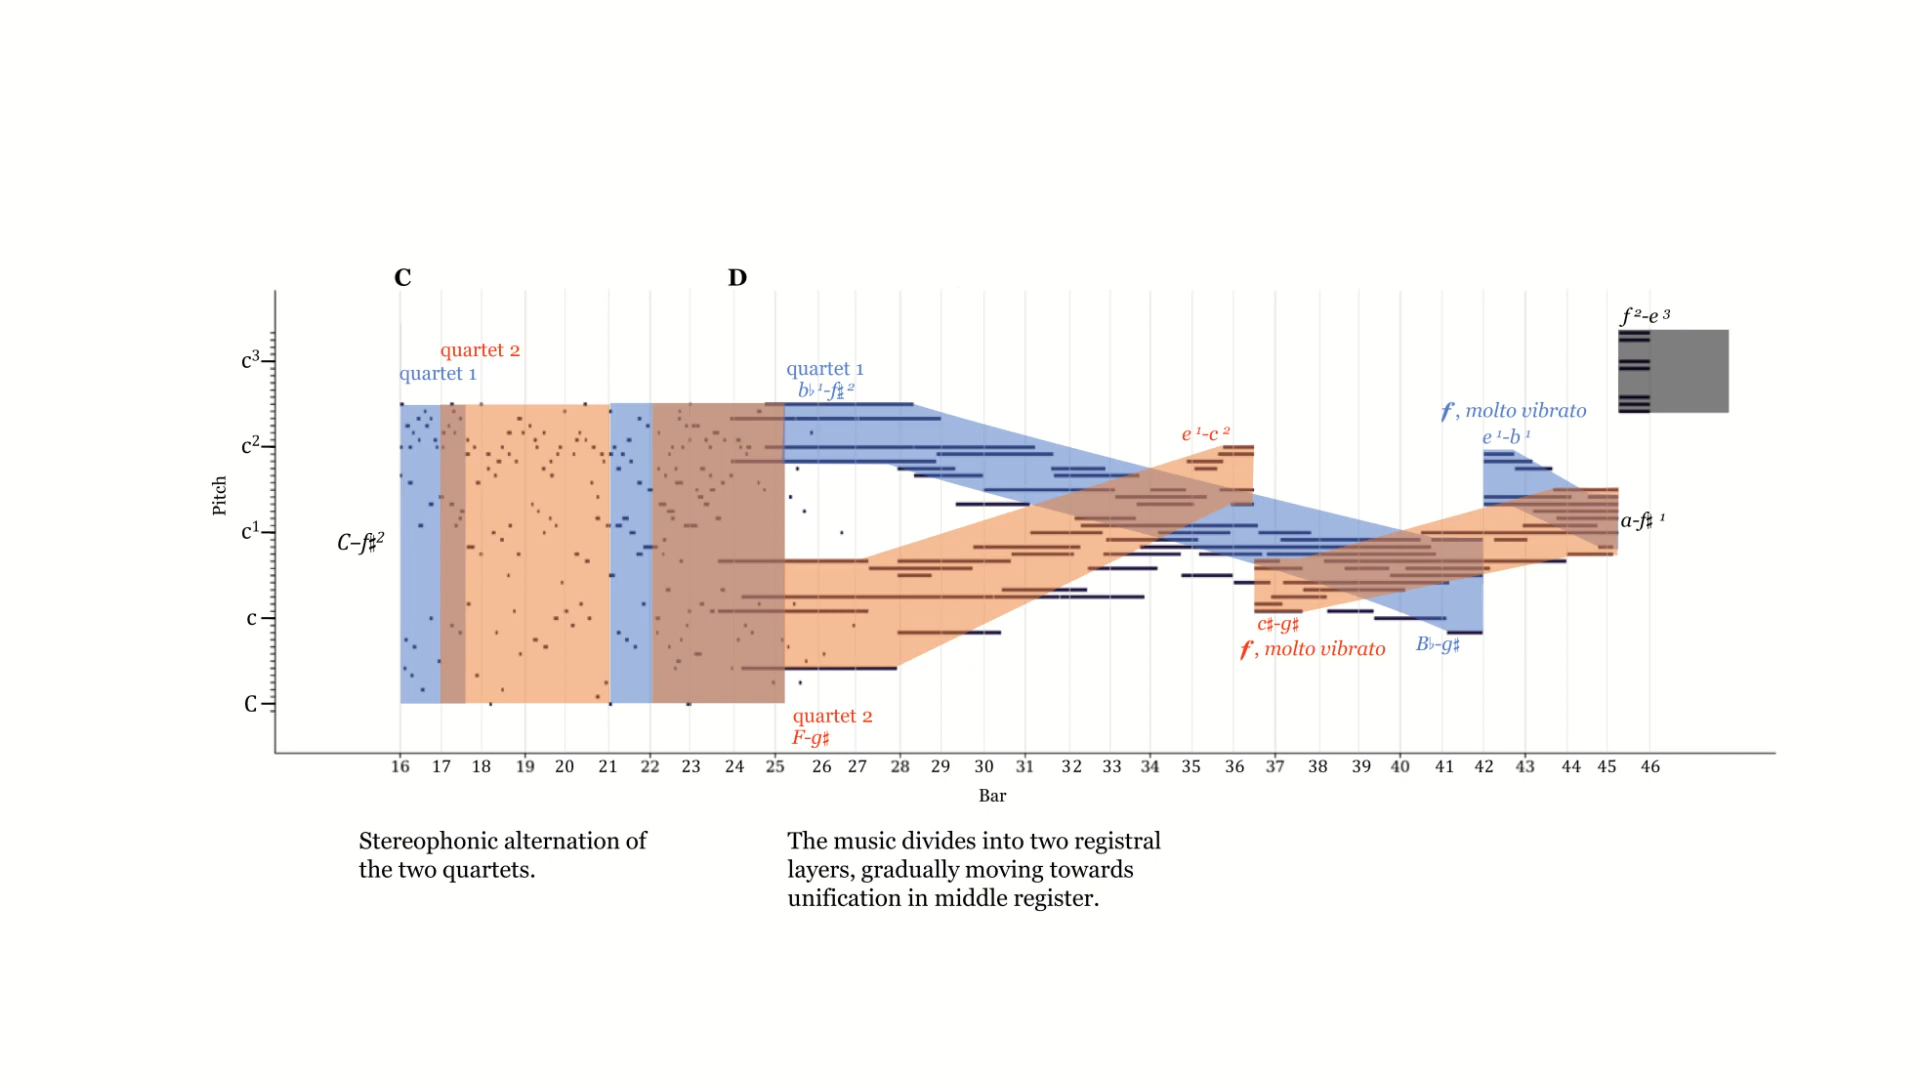 C D
quartet 2
quartet 1
quartet 1
b♭¹-f♯²
f²-e³
f, molto vibrato
e¹-b¹
e¹-c²
c³
c²
c¹
c
C
Pitch
C–f♯²
a-f♯¹
c♯-g♯
f, molto vibrato
B♭-g♯
quartet 2
F-g♯
16 17 18 19 20 21 22 23 24 25 26 27 28 29 30 31 32 33 34 35 36 37 38 39 40 41 42 43 44 45 46
Bar
Stereophonic alternation of
the two quartets.
The music divides into two registral
layers, gradually moving towards
unification in middle register.